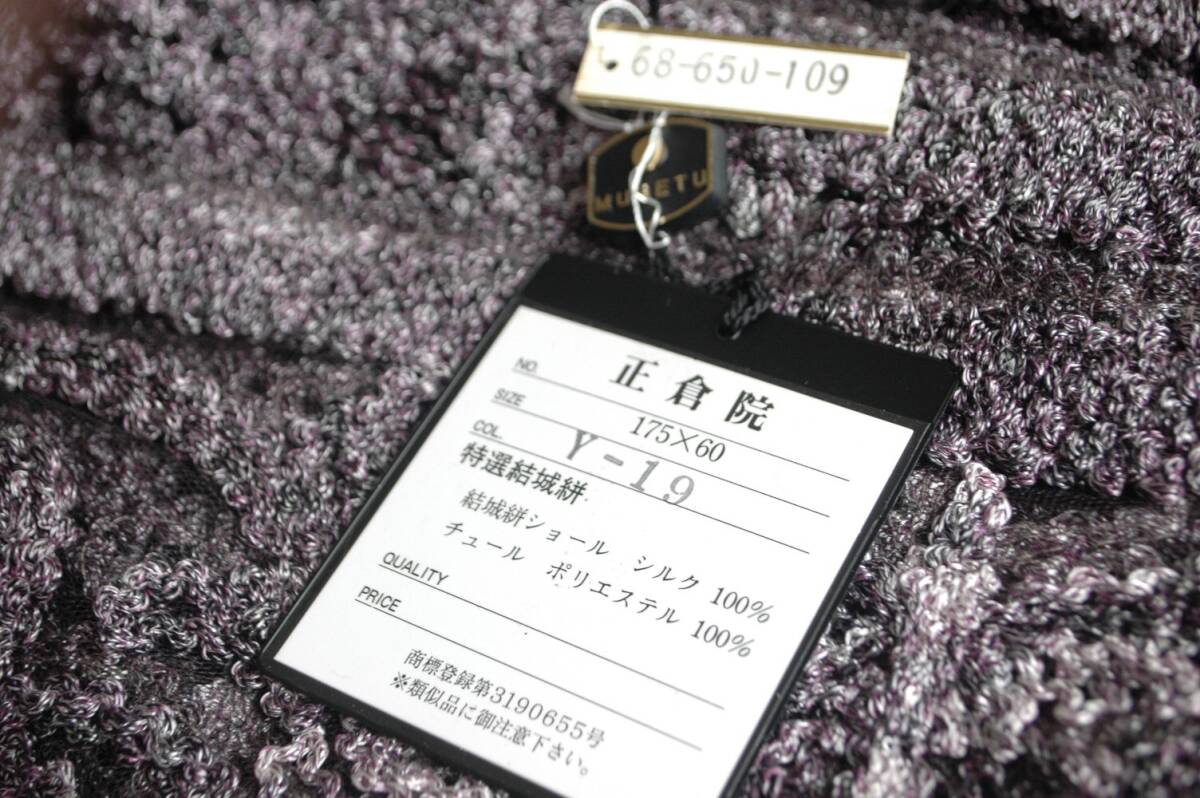 68-650-109
NO. 正倉院
SIZE 175×60
COL. Y-19
特選結城絣
結城絣ショール シルク 100%
チュール ポリエステル 100%
QUALITY
PRICE
商標登録第3190655号
※類似品に御注意下さい。